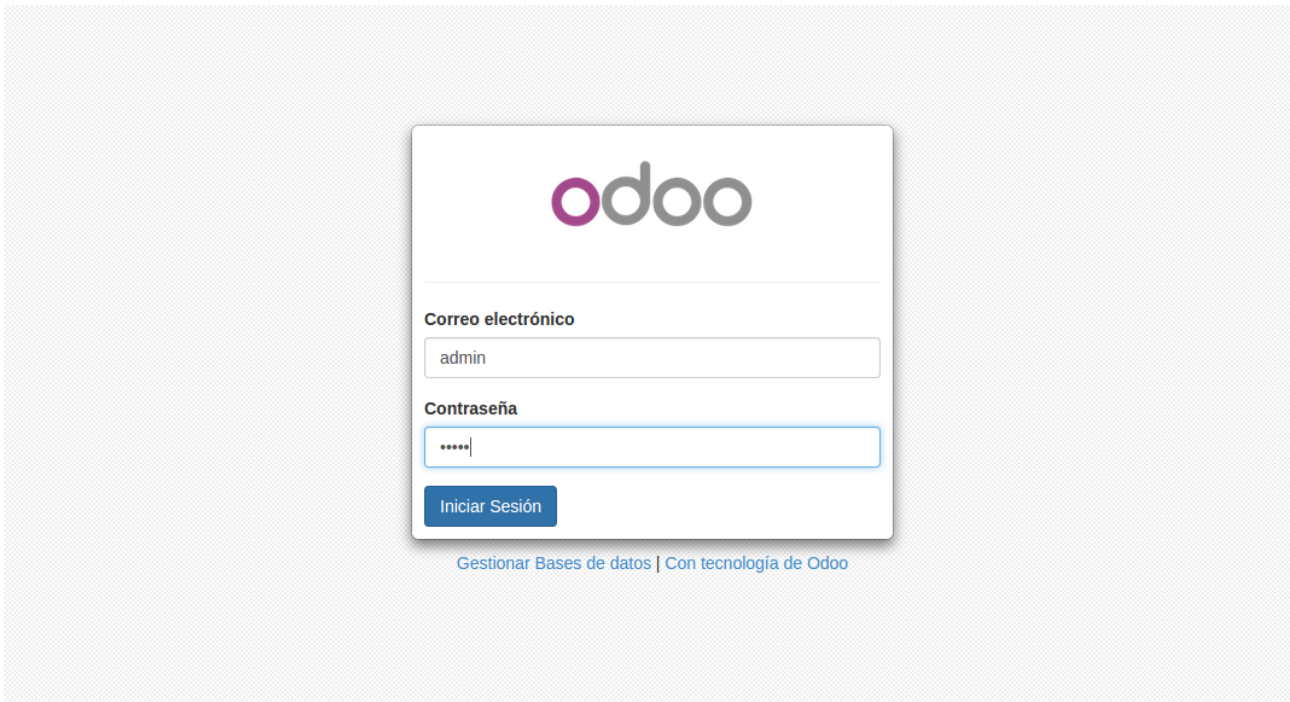 odoo
Correo electrónico
admin
Contraseña
•••••
Iniciar Sesión
Gestionar Bases de datos | Con tecnología de Odoo